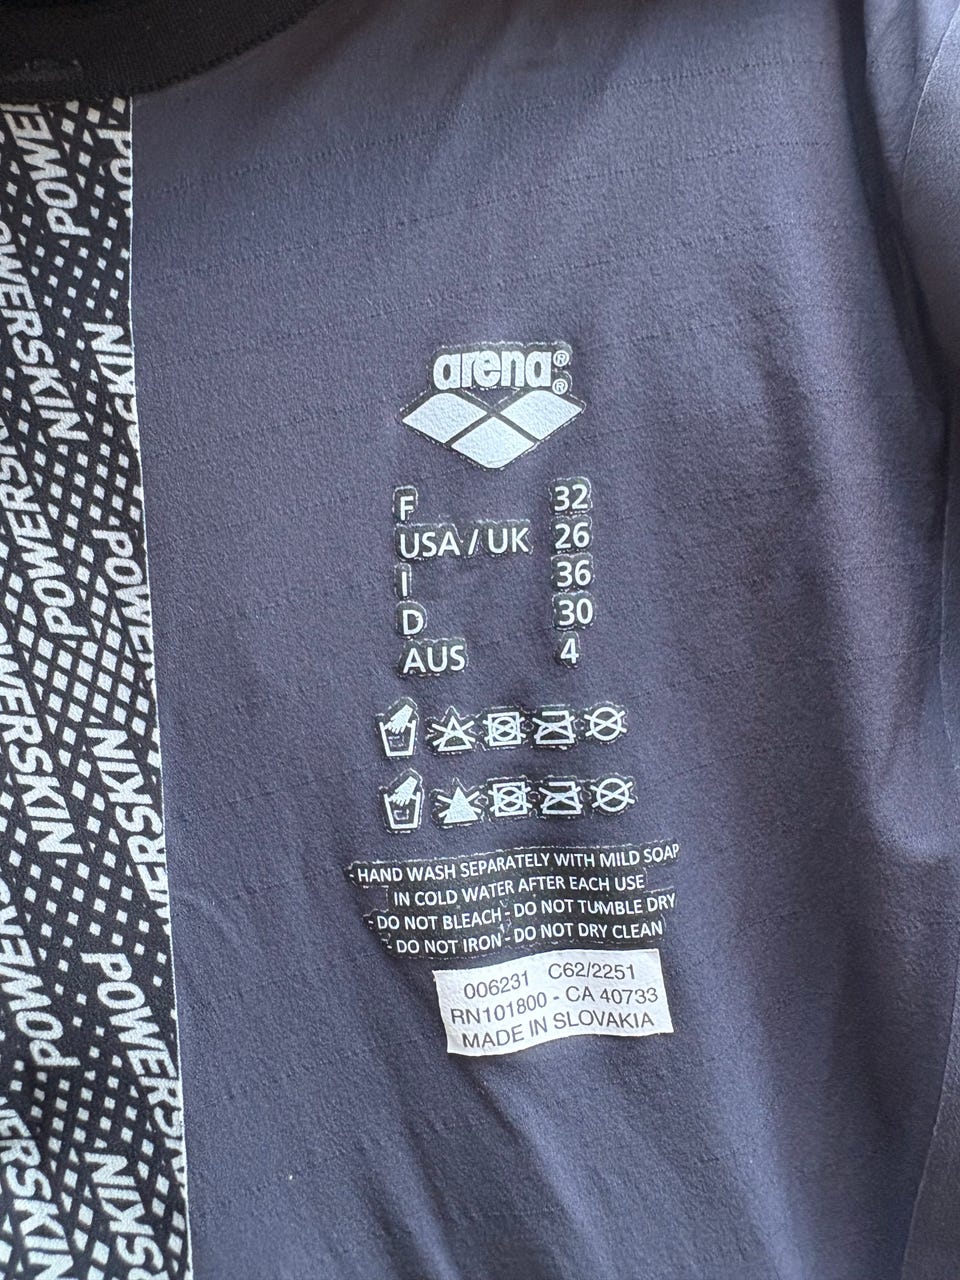 arena®
®
F 32
USA / UK 26
I 36
D 30
AUS 4
- HAND WASH SEPARATELY WITH MILD SOAP
IN COLD WATER AFTER EACH USE
- DO NOT BLEACH - DO NOT TUMBLE DRY
- DO NOT IRON - DO NOT DRY CLEAN
006231 C62/2251
RN101800 - CA 40733
MADE IN SLOVAKIA
POWERSKIN
POWERSKIN
POWERSKIN
POWERSKIN